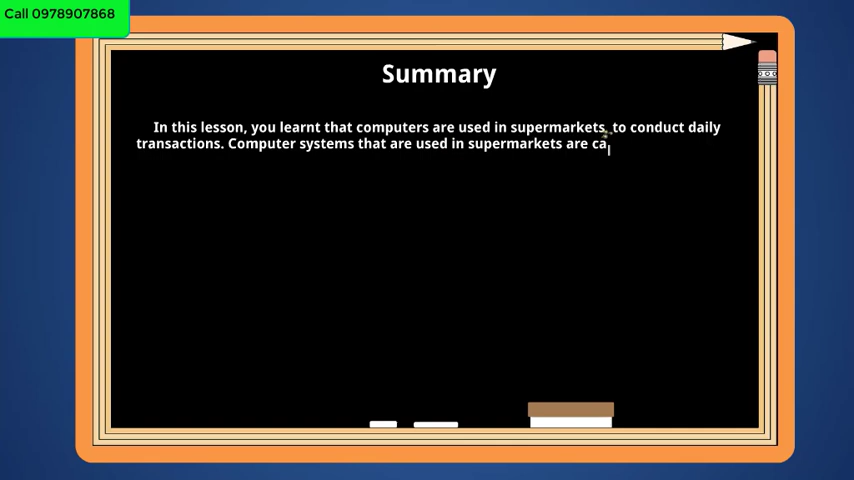 Call 0978907868
Summary
In this lesson, you learnt that computers are used in supermarkets, to conduct daily
transactions. Computer systems that are used in supermarkets are ca